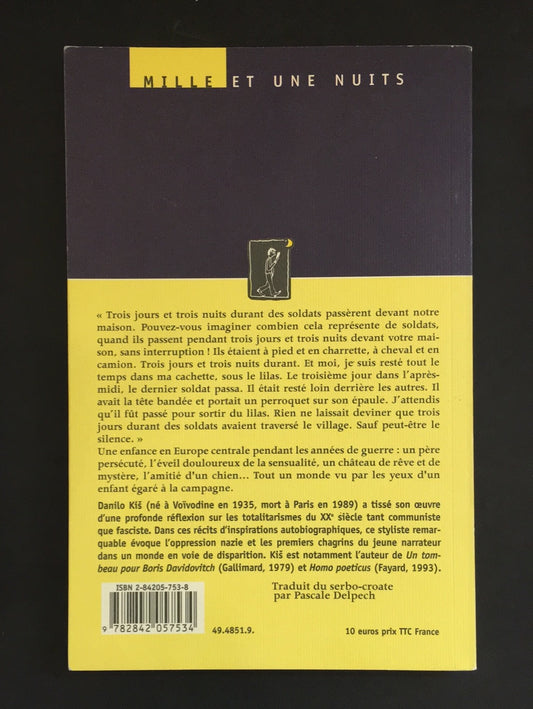 MILLE ET UNE NUITS
« Trois jours et trois nuits durant des soldats passèrent devant notre
maison. Pouvez-vous imaginer combien cela représente de soldats,
quand ils passent pendant trois jours et trois nuits devant votre mai-
son, sans interruption ! Ils étaient à pied et en charrette, à cheval et en
camion. Trois jours et trois nuits durant. Et moi, je suis resté tout
le temps dans ma cachette, sous le lilas. Le troisième jour dans l'après-
midi, le dernier soldat passa. Il était resté loin derrière les autres. Il
avait la tête bandée et portait un perroquet sur son épaule. J'attendis
qu'il fût passé pour sortir du lilas. Rien ne laissait deviner que trois
jours durant des soldats avaient traversé le village. Sauf peut-être le
silence. »
Une enfance en Europe centrale pendant les années de guerre : un père
persécuté, l'éveil douloureux de la sensualité, un château de rêve et de
mystère, l'amitié d'un chien... Tout un monde vu par les yeux d'un
enfant égaré à la campagne.
Danilo Kiš (né à Voïvodine en 1935, mort à Paris en 1989) a tissé son œuvre
d'une profonde réflexion sur les totalitarismes du XXe siècle tant communiste
que fasciste. Dans ces récits d'inspirations autobiographiques, ce styliste remar-
quable évoque l'oppression nazie et les premiers chagrins du jeune narrateur
dans un monde en voie de disparition. Kiš est notamment l'auteur de Un tom-
beau pour Boris Davidovitch (Gallimard, 1979) et Homo poeticus (Fayard, 1993).
Traduit du serbo-croate
par Pascale Delpech
ISBN 2-84205-753-8
9 782842 057534
49.4851.9.
10 euros prix TTC France